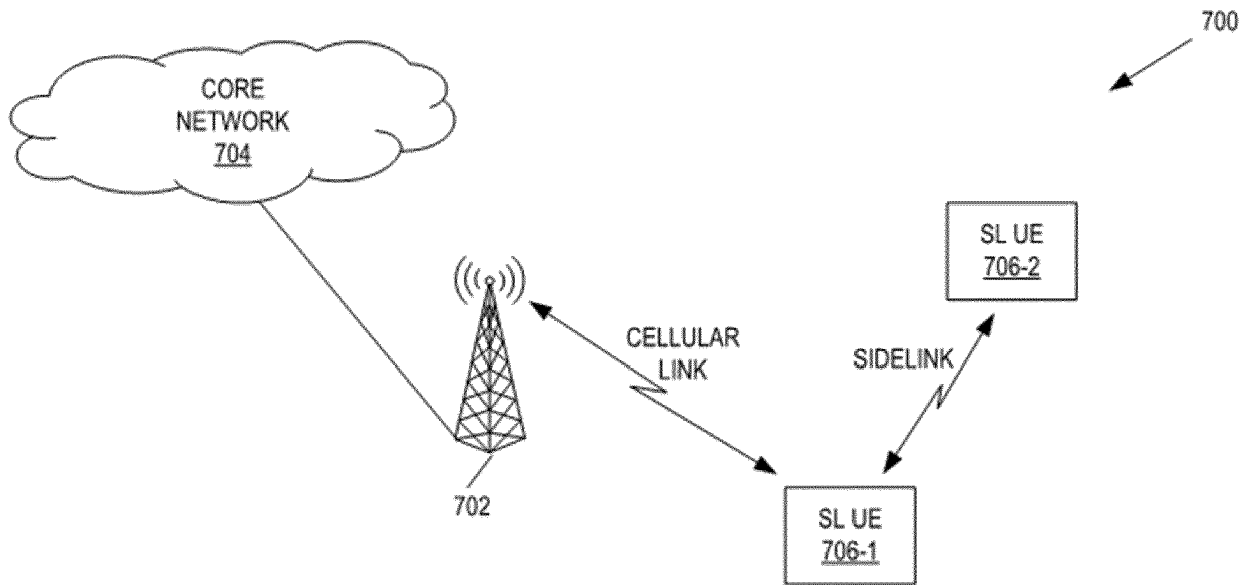 700
CORE
NETWORK
704
SL UE
706-2
CELLULAR
LINK
SIDELINK
702
SL UE
706-1